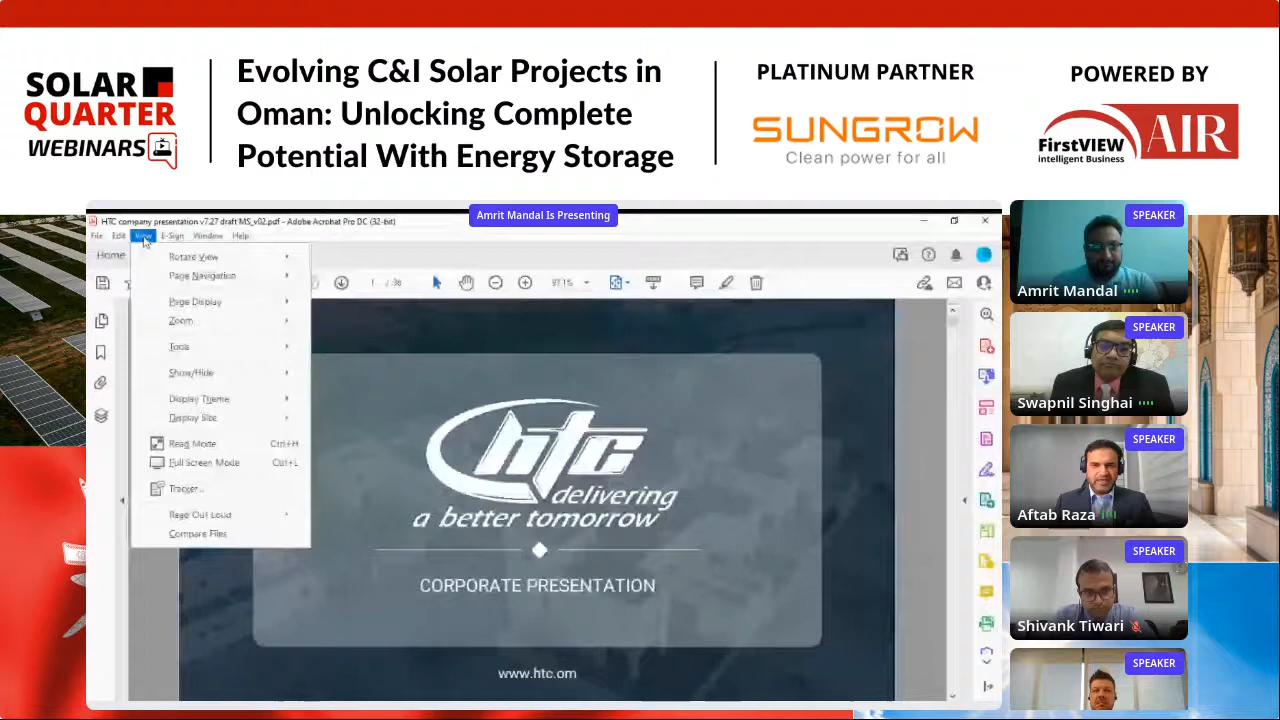 SOLAR
QUARTER
WEBINARS
Evolving C&I Solar Projects in
Oman: Unlocking Complete
Potential With Energy Storage
PLATINUM PARTNER
SUNGROW
Clean power for all
POWERED BY
FirstVIEW
intelligent Business
AIR
HTC company presentation v7.27 draft MS_v02.pdf - Adobe Acrobat Pro DC (32-bit)
Amrit Mandal Is Presenting
File Edit View E-Sign Window Help
Home
Rotate View
Page Navigation
Page Display
Zoom
Tools
Show/Hide
Display Theme
Display Size
Read Mode Ctrl+H
Full Screen Mode Ctrl+L
Tracker...
Read Out Loud
Compare Files
htc
delivering
a better tomorrow
CORPORATE PRESENTATION
www.htc.om
SPEAKER
Amrit Mandal
SPEAKER
Swapnil Singhai
SPEAKER
Aftab Raza
SPEAKER
Shivank Tiwari
SPEAKER